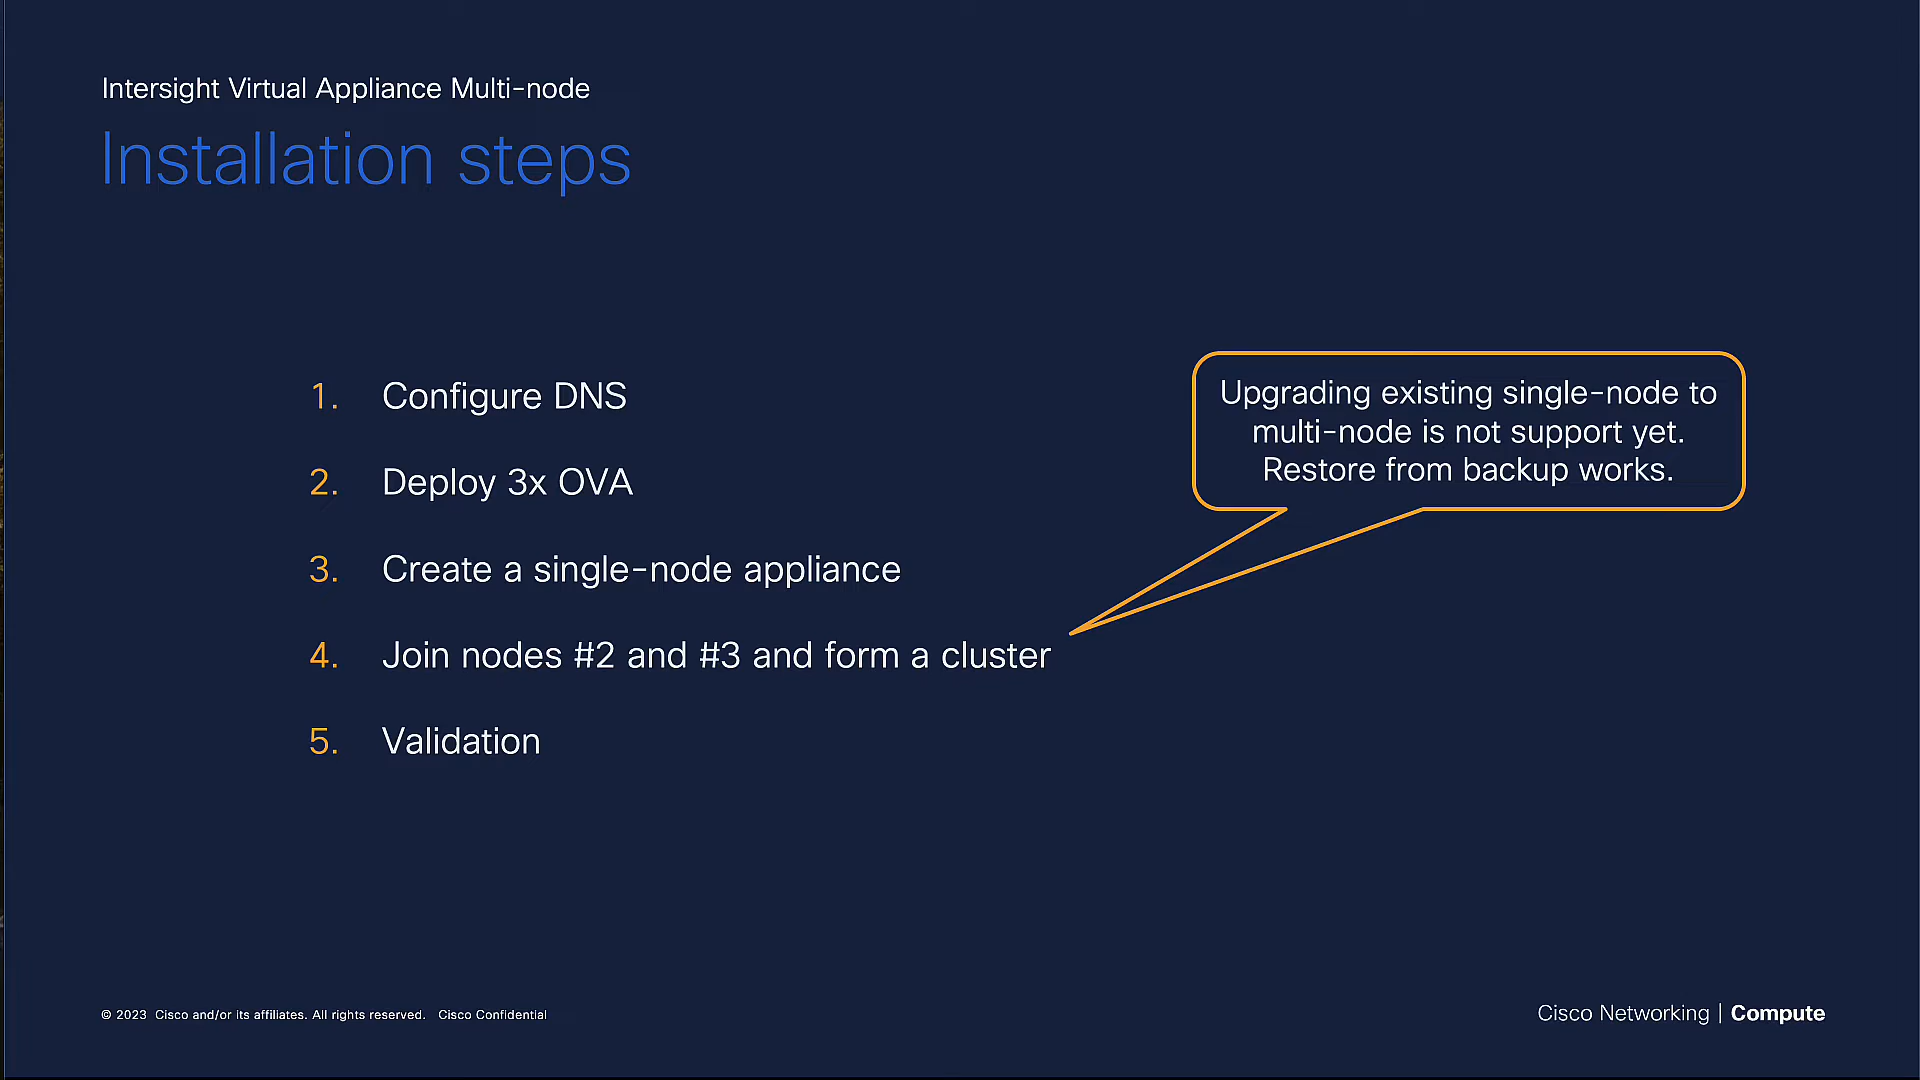 Intersight Virtual Appliance Multi-node
Installation steps
1. Configure DNS
2. Deploy 3x OVA
3. Create a single-node appliance
4. Join nodes #2 and #3 and form a cluster
5. Validation
Upgrading existing single-node to
multi-node is not support yet.
Restore from backup works.
© 2023 Cisco and/or its affiliates. All rights reserved. Cisco Confidential
Cisco Networking | Compute